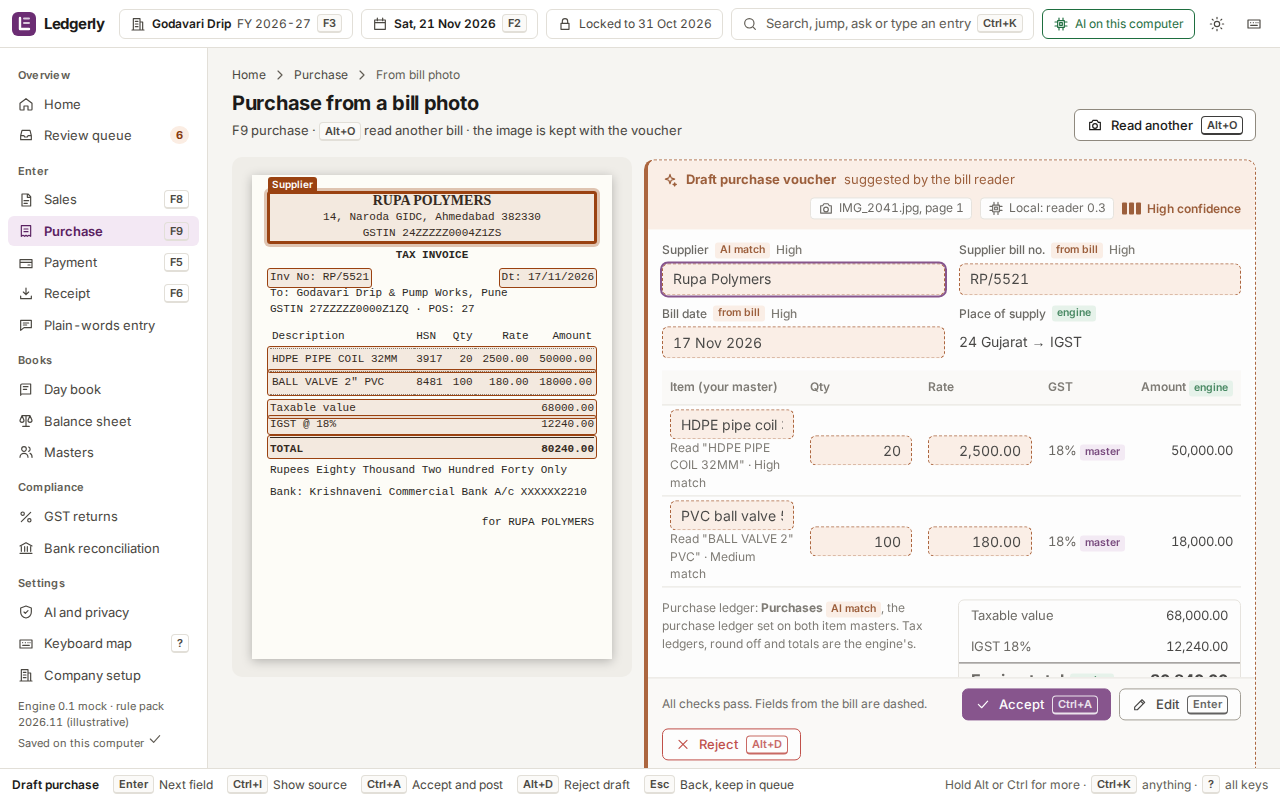 Ledgerly
Godavari Drip FY 2026-27 F3
Sat, 21 Nov 2026 F2
Locked to 31 Oct 2026
Search, jump, ask or type an entry Ctrl+K
AI on this computer
Overview
Home
Review queue 6
Enter
Sales F8
Purchase F9
Payment F5
Receipt F6
Plain-words entry
Books
Day book
Balance sheet
Masters
Compliance
GST returns
Bank reconciliation
Settings
AI and privacy
Keyboard map ?
Company setup
Engine 0.1 mock · rule pack
2026.11 (illustrative)
Saved on this computer
Home > Purchase > From bill photo
Purchase from a bill photo
F9 purchase · Alt+O read another bill · the image is kept with the voucher
Read another Alt+O
Supplier
RUPA POLYMERS
14, Naroda GIDC, Ahmedabad 382330
GSTIN 24ZZZZZ0004Z1ZS
TAX INVOICE
Inv No: RP/5521 Dt: 17/11/2026
To: Godavari Drip & Pump Works, Pune
GSTIN 27ZZZZZ0000Z1ZQ · POS: 27
Description HSN Qty Rate Amount
HDPE PIPE COIL 32MM 3917 20 2500.00 50000.00
BALL VALVE 2" PVC 8481 100 180.00 18000.00
Taxable value 68000.00
IGST @ 18% 12240.00
TOTAL 80240.00
Rupees Eighty Thousand Two Hundred Forty Only
Bank: Krishnaveni Commercial Bank A/c XXXXXX2210
for RUPA POLYMERS
Draft purchase voucher suggested by the bill reader
IMG_2041.jpg, page 1
Local: reader 0.3
High confidence
Supplier AI match High
Rupa Polymers
Supplier bill no. from bill High
RP/5521
Bill date from bill High
17 Nov 2026
Place of supply engine
24 Gujarat → IGST
Item (your master) Qty Rate GST Amount engine
HDPE pipe coil
Read "HDPE PIPE
COIL 32MM" · High
match
20 2,500.00 18% master 50,000.00
PVC ball valve
Read "BALL VALVE 2"
PVC" · Medium
match
100 180.00 18% master 18,000.00
Purchase ledger: Purchases AI match, the
purchase ledger set on both item masters. Tax
ledgers, round off and totals are the engine's.
Taxable value 68,000.00
IGST 18% 12,240.00
All checks pass. Fields from the bill are dashed.
Accept Ctrl+A
Edit Enter
Reject Alt+D
Draft purchase Enter Next field Ctrl+I Show source Ctrl+A Accept and post Alt+D Reject draft Esc Back, keep in queue
Hold Alt or Ctrl for more · Ctrl+K anything · ? all keys